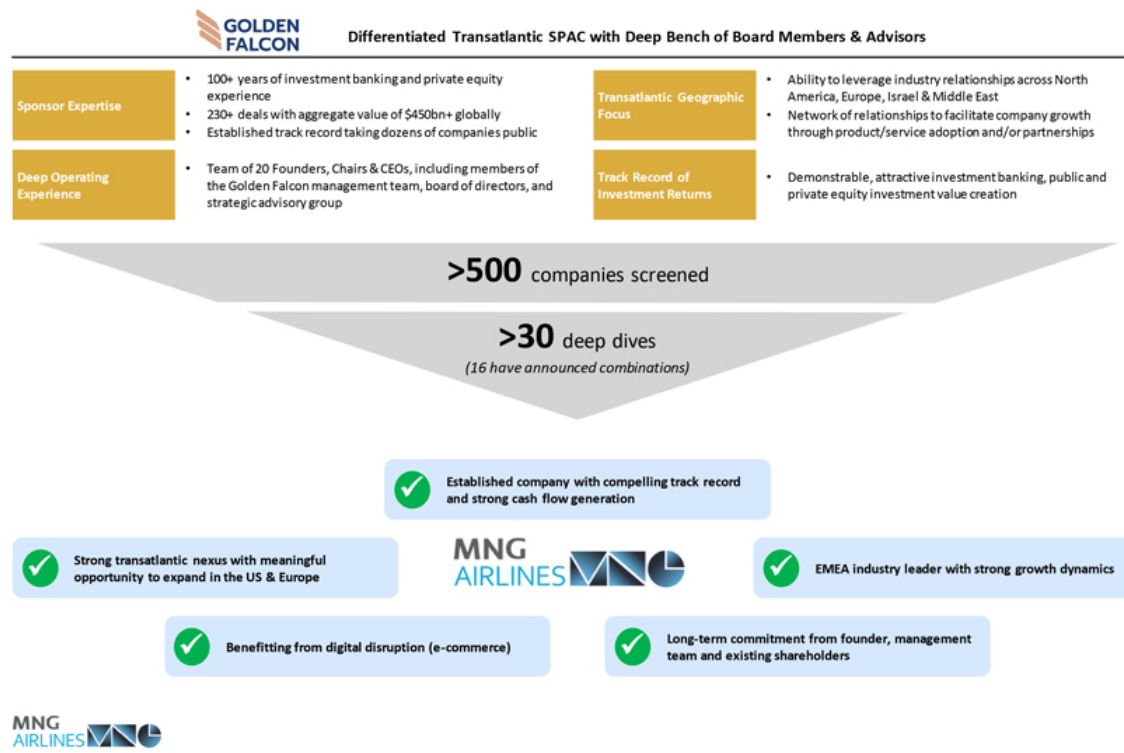 GOLDEN
FALCON
Differentiated Transatlantic SPAC with Deep Bench of Board Members & Advisors
Sponsor Expertise
• 100+ years of investment banking and private equity
experience
• 230+ deals with aggregate value of $450bn+ globally
• Established track record taking dozens of companies public
Transatlantic Geographic
Focus
• Ability to leverage industry relationships across North
America, Europe, Israel & Middle East
• Network of relationships to facilitate company growth
through product/service adoption and/or partnerships
Deep Operating
Experience
• Team of 20 Founders, Chairs & CEOs, including members of
the Golden Falcon management team, board of directors, and
strategic advisory group
Track Record of
Investment Returns
• Demonstrable, attractive investment banking, public and
private equity investment value creation
>500 companies screened
>30 deep dives
(16 have announced combinations)
Established company with compelling track record
and strong cash flow generation
Strong transatlantic nexus with meaningful
opportunity to expand in the US & Europe
MNG
AIRLINES MNG
EMEA industry leader with strong growth dynamics
Benefitting from digital disruption (e-commerce)
Long-term commitment from founder, management
team and existing shareholders
MNG
AIRLINES MNG